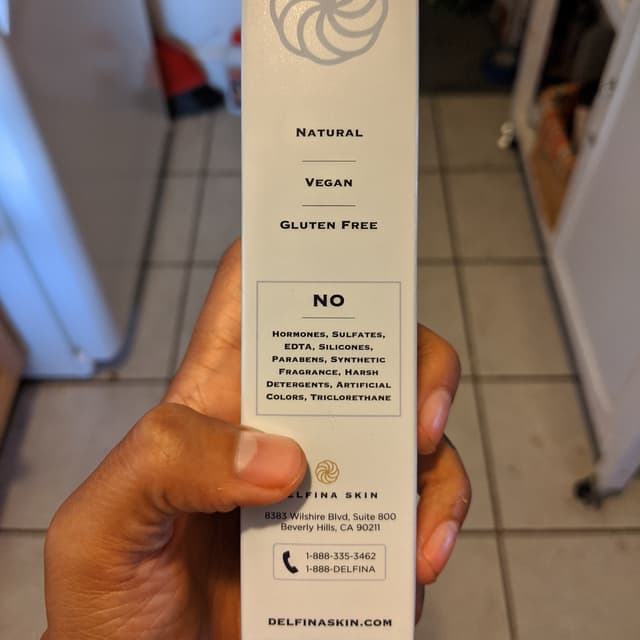 NATURAL
VEGAN
GLUTEN FREE
NO
HORMONES, SULFATES,
EDTA, SILICONES,
PARABENS, SYNTHETIC
FRAGRANCE, HARSH
DETERGENTS, ARTIFICIAL
COLORS, TRICLORETHANE
ELFINA SKIN
8383 Wilshire Blvd, Suite 800
Beverly Hills, CA 90211
1-888-335-3462
1-888-DELFINA
DELFINASKIN.COM